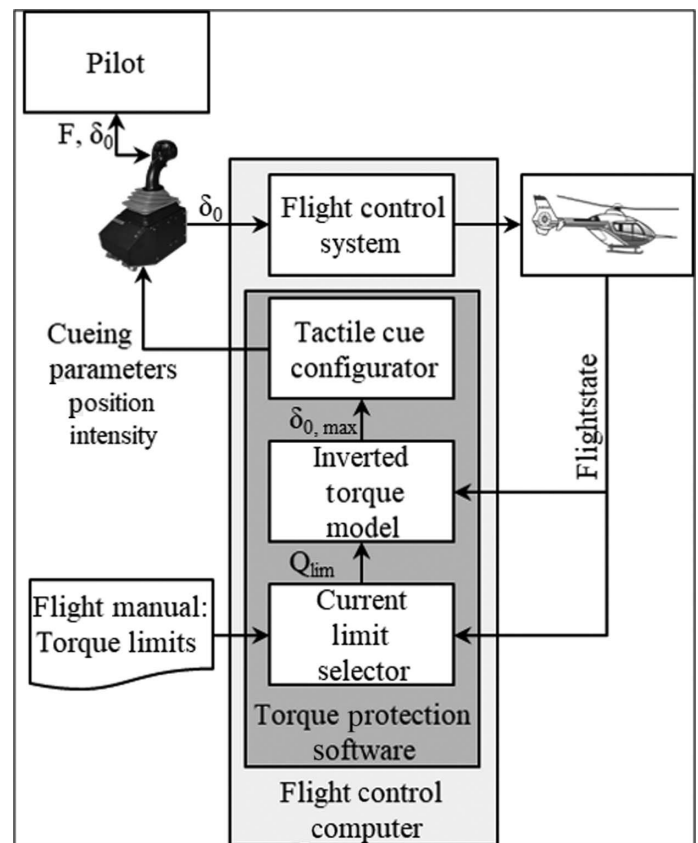 Pilot
F, δ₀
δ₀
Flight control
system
Tactile cue
configurator
Cueing
parameters
position
intensity
δ₀, max
Inverted
torque
model
Flightstate
Qlim
Flight manual:
Torque limits
Current
limit
selector
Torque protection
software
Flight control
computer